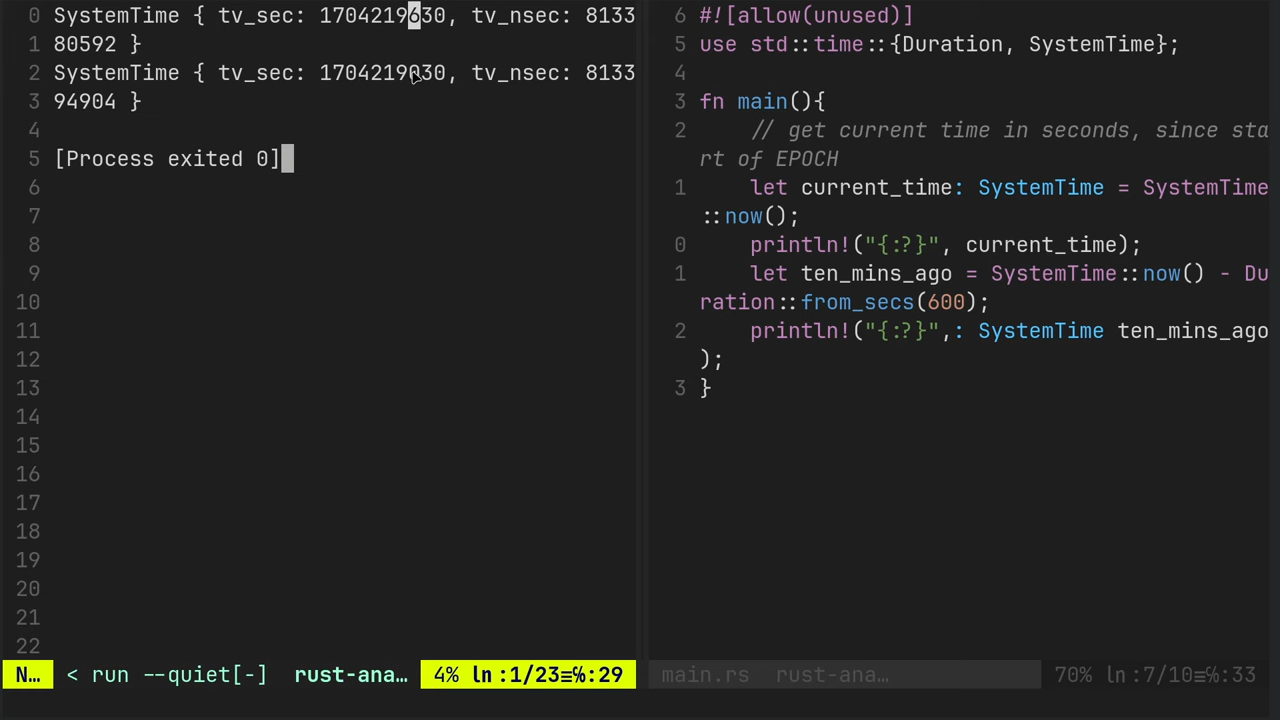 0 SystemTime { tv_sec: 1704219630, tv_nsec: 8133
1 80592 }
2 SystemTime { tv_sec: 1704219030, tv_nsec: 8133
3 94904 }
4
5 [Process exited 0]
6
7
8
9
10
11
12
13
14
15
16
17
18
19
20
21
22
N… < run --quiet[-] rust-ana… 4% ln:1/23≡℅:29
6 #![allow(unused)]
5 use std::time::{Duration, SystemTime};
4
3 fn main(){
2 // get current time in seconds, since sta
rt of EPOCH
1 let current_time: SystemTime = SystemTime
::now();
0 println!("{:?}", current_time);
1 let ten_mins_ago = SystemTime::now() - Du
ration::from_secs(600);
2 println!("{:?}",: SystemTime ten_mins_ago
);
3 }
main.rs rust-ana… 70% ln:7/10≡℅:33